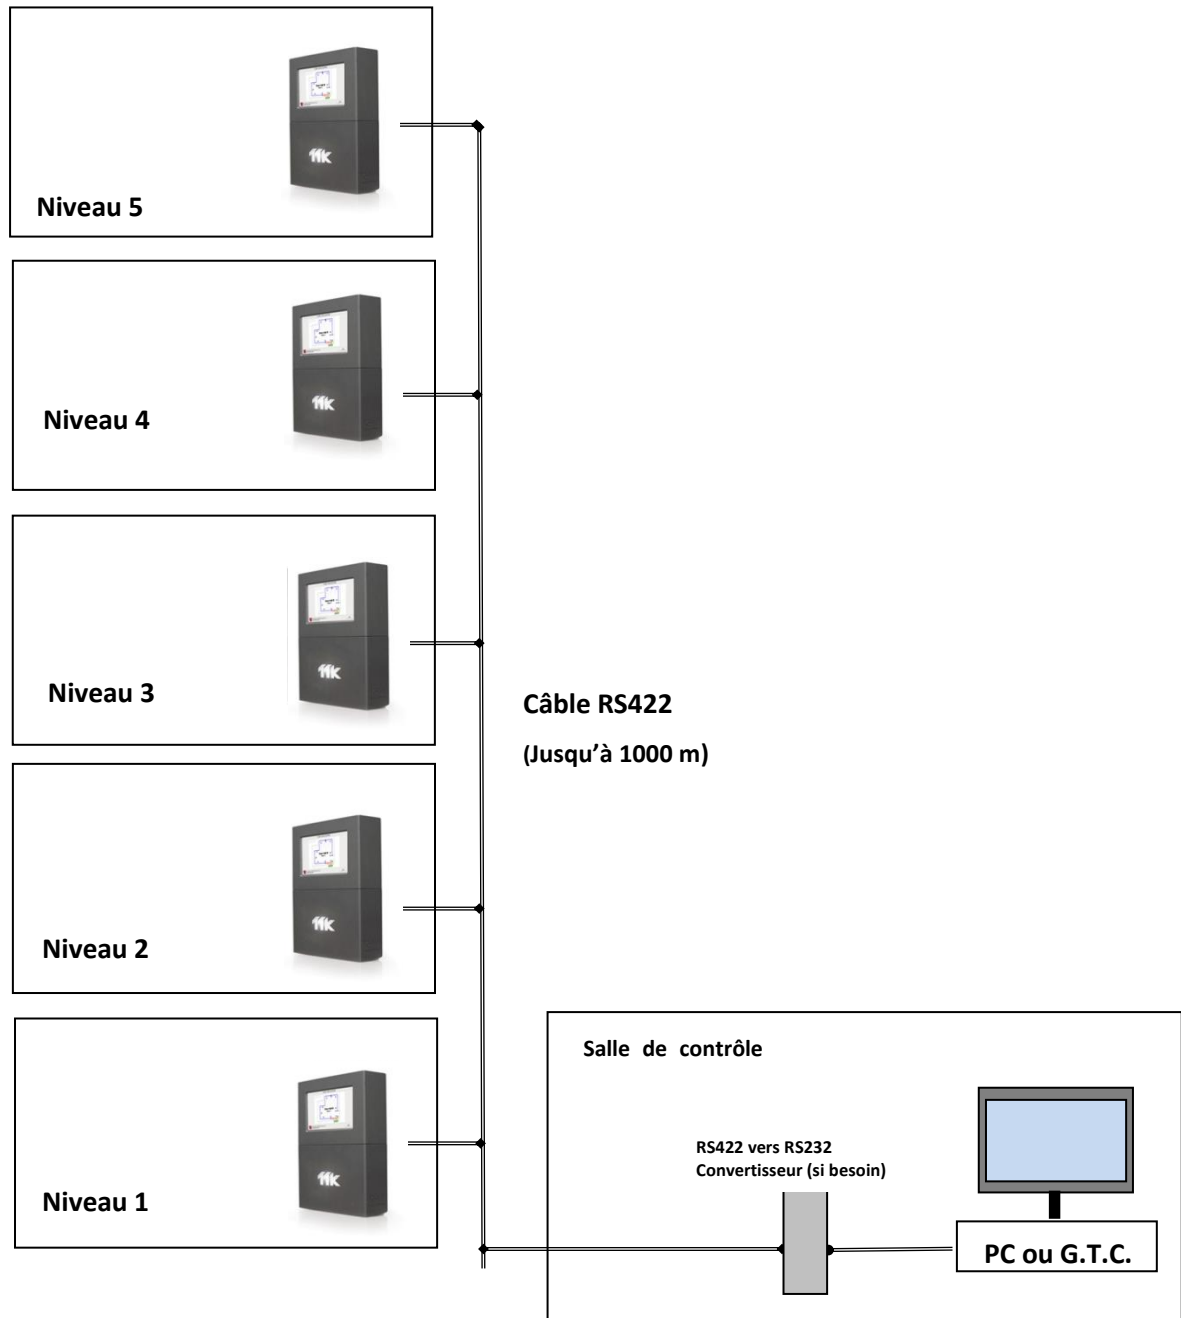 Niveau 5
Niveau 4
Niveau 3
Câble RS422
(Jusqu’à 1000 m)
Niveau 2
Niveau 1
Salle de contrôle
RS422 vers RS232
Convertisseur (si besoin)
PC ou G.T.C.